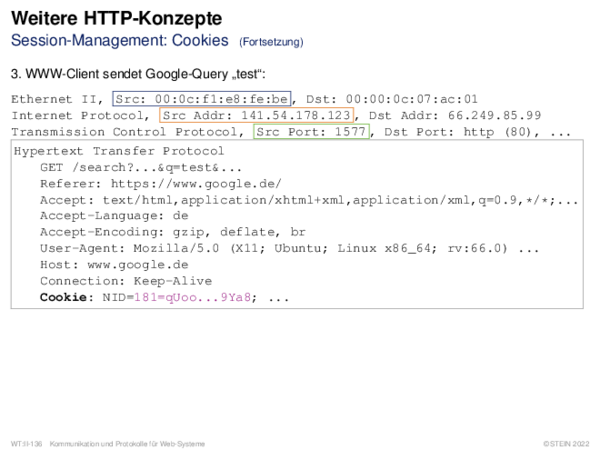 Weitere HTTP-Konzepte
Session-Management: Cookies (Fortsetzung)
3. WWW-Client sendet Google-Query „test“:
Ethernet II, Src: 00:0c:f1:e8:fe:be, Dst: 00:00:0c:07:ac:01
Internet Protocol, Src Addr: 141.54.178.123, Dst Addr: 66.249.85.99
Transmission Control Protocol, Src Port: 1577, Dst Port: http (80), ...
Hypertext Transfer Protocol
GET /search?...&q=test&...
Referer: https://www.google.de/
Accept: text/html,application/xhtml+xml,application/xml,q=0.9,*/*;...
Accept-Language: de
Accept-Encoding: gzip, deflate, br
User-Agent: Mozilla/5.0 (X11; Ubuntu; Linux x86_64; rv:66.0) ...
Host: www.google.de
Connection: Keep-Alive
Cookie: NID=181=qUoo...9Ya8; ...
WT:II-136 Kommunikation und Protokolle für Web-Systeme ©STEIN 2022